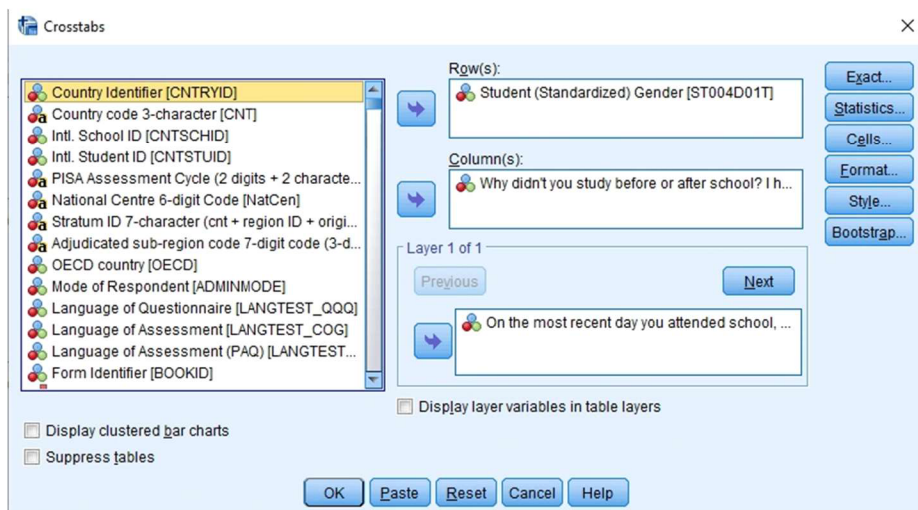 Crosstabs
Country Identifier [CNTRYID]
Country code 3-character [CNT]
Intl. School ID [CNTSCHID]
Intl. Student ID [CNTSTUID]
PISA Assessment Cycle (2 digits + 2 characte...
National Centre 6-digit Code [NatCen]
Stratum ID 7-character (cnt + region ID + origi...
Adjudicated sub-region code 7-digit code (3-d...
OECD country [OECD]
Mode of Respondent [ADMINMODE]
Language of Questionnaire [LANGTEST_QQQ]
Language of Assessment [LANGTEST_COG]
Language of Assessment (PAQ) [LANGTEST...
Form Identifier [BOOKID]
Display clustered bar charts
Suppress tables
Row(s):
Student (Standardized) Gender [ST004D01T]
Column(s):
Why didn't you study before or after school? I h...
Layer 1 of 1
Previous
Next
On the most recent day you attended school, ...
Display layer variables in table layers
Exact...
Statistics...
Cells...
Format...
Style...
Bootstrap...
OK
Paste
Reset
Cancel
Help